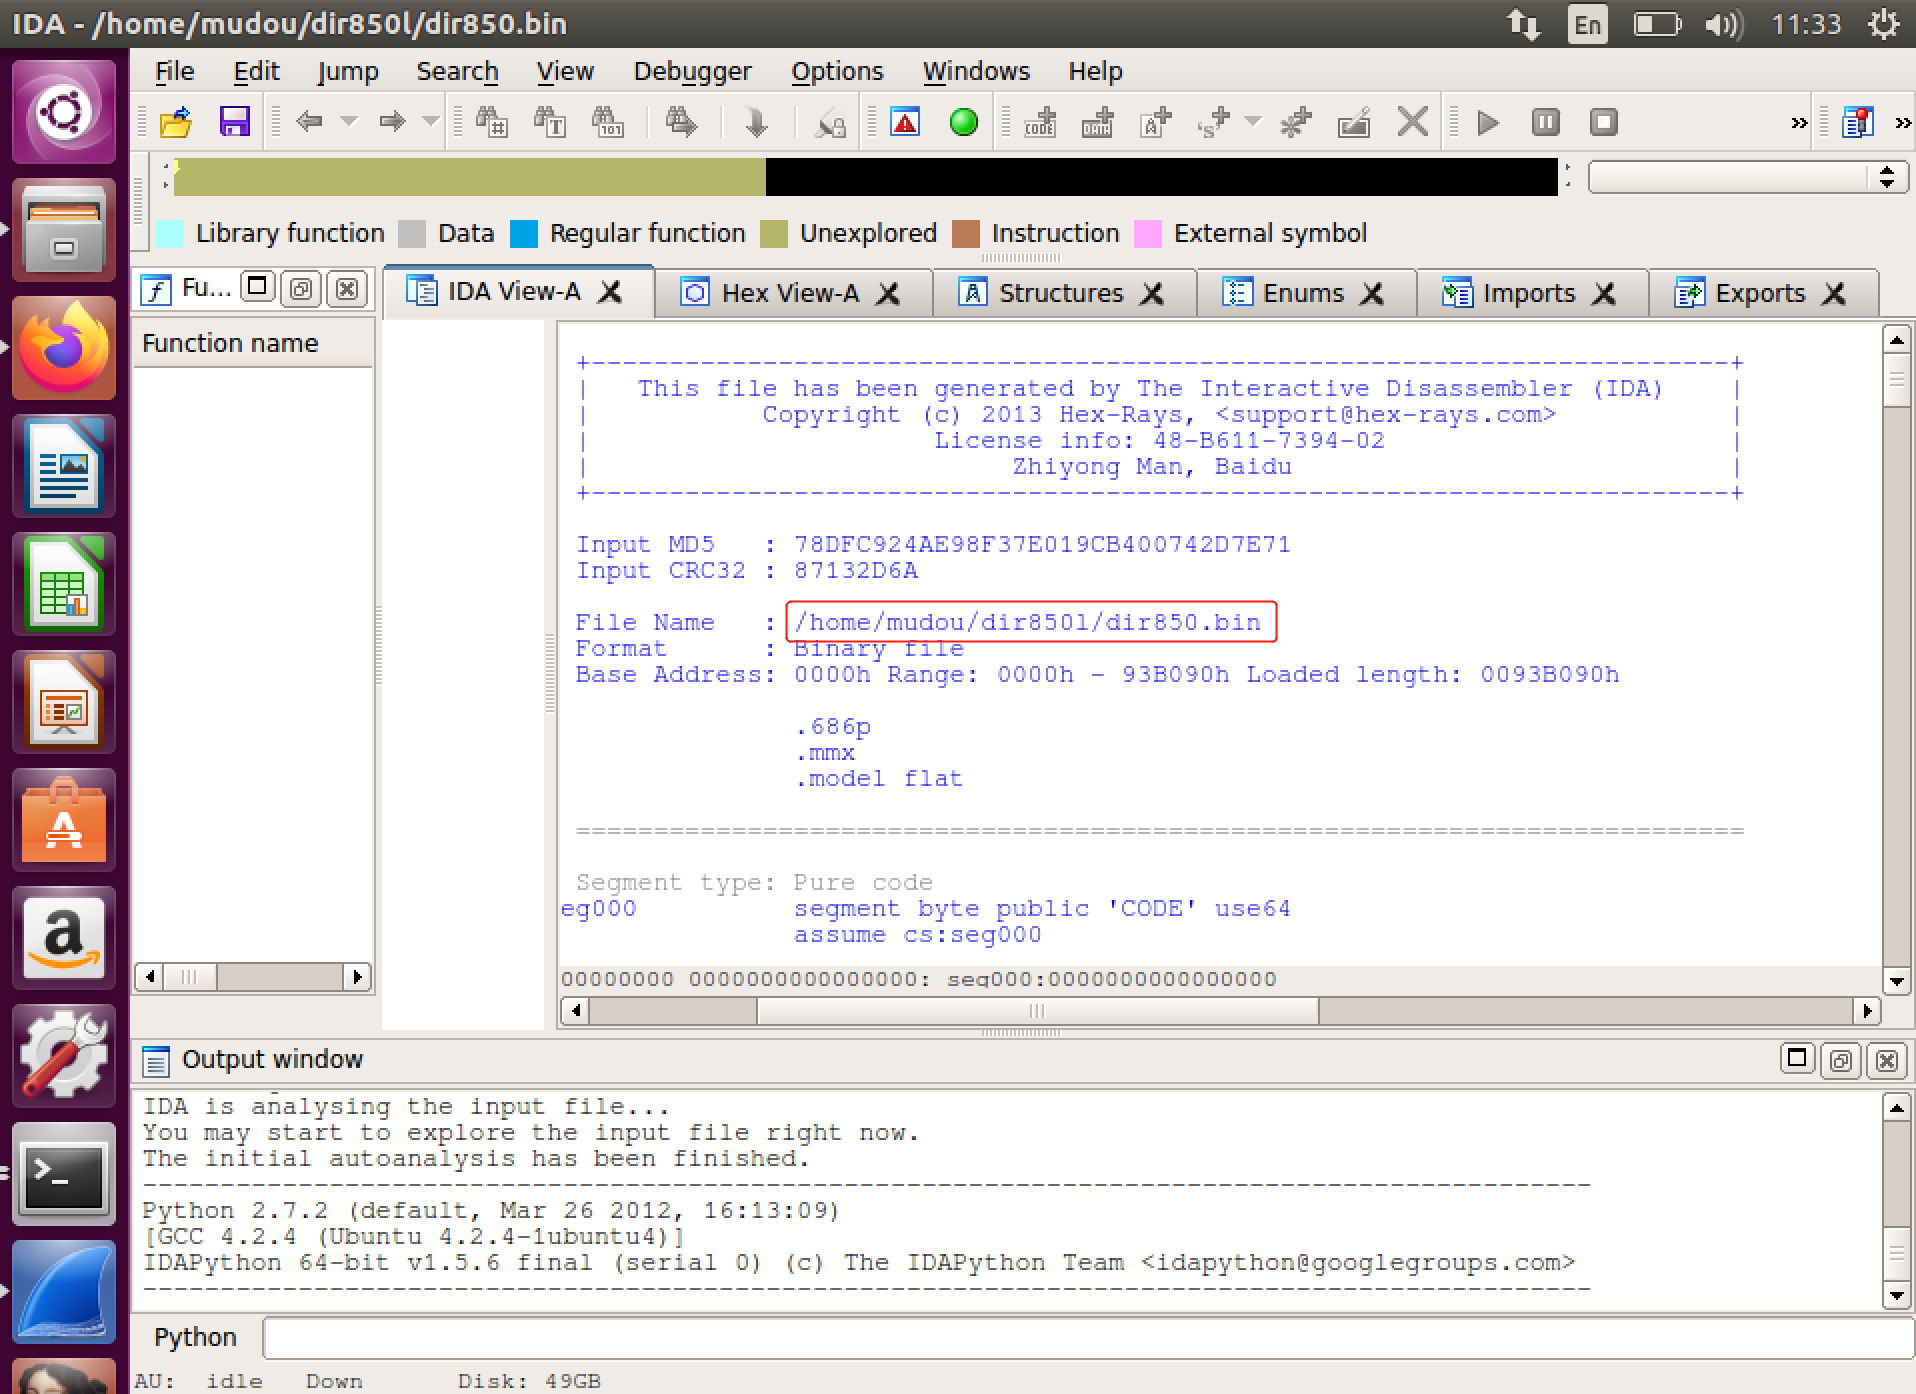 IDA - /home/mudou/dir850l/dir850.bin
En
11:33
File Edit Jump Search View Debugger Options Windows Help
Library function Data Regular function Unexplored Instruction External symbol
Fu...
IDA View-A
Hex View-A
Structures
Enums
Imports
Exports
Function name
+--------------------------------------------------------------------------+
| This file has been generated by The Interactive Disassembler (IDA) |
| Copyright (c) 2013 Hex-Rays, <support@hex-rays.com> |
| License info: 48-B611-7394-02 |
| Zhiyong Man, Baidu |
+--------------------------------------------------------------------------+
Input MD5 : 78DFC924AE98F37E019CB400742D7E71
Input CRC32 : 87132D6A
File Name : /home/mudou/dir850l/dir850.bin
Format : Binary file
Base Address: 0000h Range: 0000h - 93B090h Loaded length: 0093B090h
.686p
.mmx
.model flat
===========================================================================
Segment type: Pure code
eg000 segment byte public 'CODE' use64
assume cs:seg000
00000000 0000000000000000: seg000:0000000000000000
Output window
IDA is analysing the input file...
You may start to explore the input file right now.
The initial autoanalysis has been finished.
---------------------------------------------------------------------------------------------
Python 2.7.2 (default, Mar 26 2012, 16:13:09)
[GCC 4.2.4 (Ubuntu 4.2.4-1ubuntu4)]
IDAPython 64-bit v1.5.6 final (serial 0) (c) The IDAPython Team <idapython@googlegroups.com>
---------------------------------------------------------------------------------------------
Python
AU: idle Down Disk: 49GB